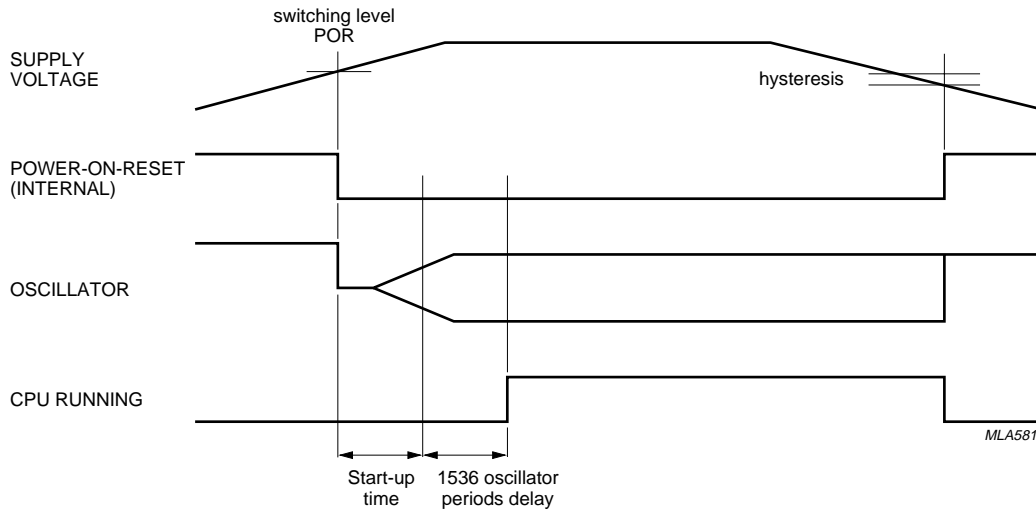 switching level
POR
SUPPLY
VOLTAGE
hysteresis
POWER-ON-RESET
(INTERNAL)
OSCILLATOR
CPU RUNNING
MLA581
Start-up
time
1536 oscillator
periods delay